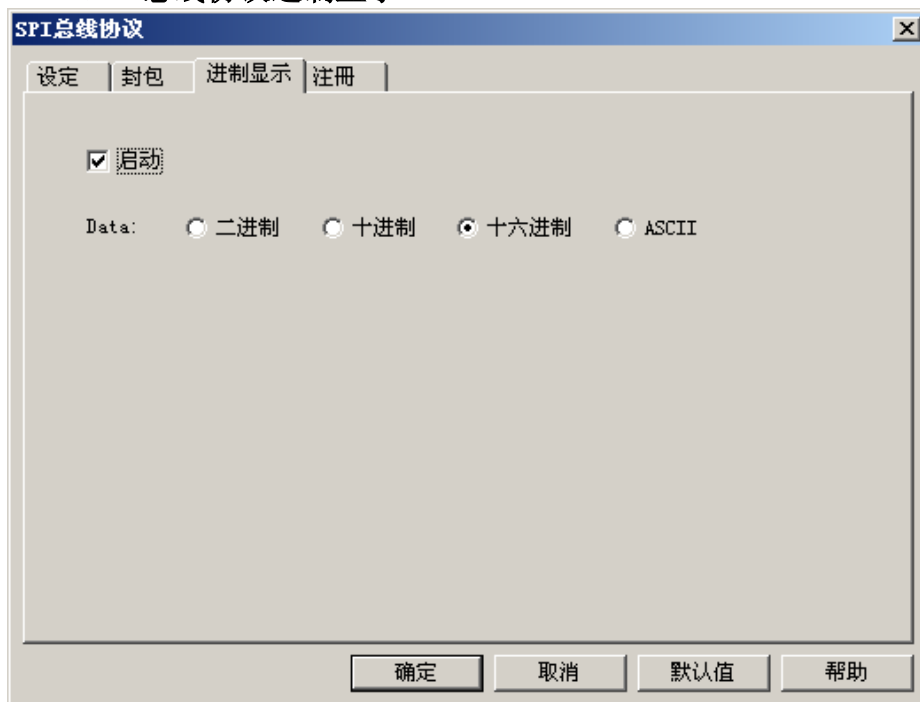 SPI总线协议
设定 封包 进制显示 注册
启动
Data: 二进制 十进制 十六进制 ASCII
确定 取消 默认值 帮助